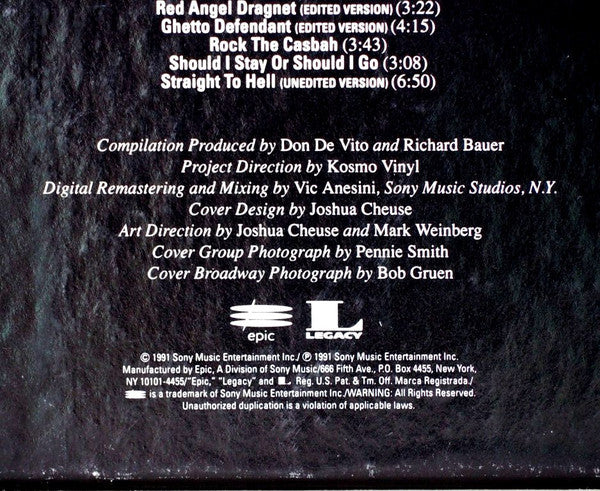 Red Angel Dragnet (EDITED VERSION) (3:22)
Ghetto Defendant (EDITED VERSION) (4:15)
Rock The Casbah (3:43)
Should I Stay Or Should I Go (3:08)
Straight To Hell (UNEDITED VERSION) (6:50)
Compilation Produced by Don De Vito and Richard Bauer
Project Direction by Kosmo Vinyl
Digital Remastering and Mixing by Vic Anesini, Sony Music Studios, N.Y.
Cover Design by Joshua Cheuse
Art Direction by Joshua Cheuse and Mark Weinberg
Cover Group Photograph by Pennie Smith
Cover Broadway Photograph by Bob Gruen
epic L LEGACY
© 1991 Sony Music Entertainment Inc./ ℗ 1991 Sony Music Entertainment Inc.
Manufactured by Epic, A Division of Sony Music/666 Fifth Ave., P.O. Box 4455, New York,
NY 10101-4455/"Epic," "Legacy" and L Reg. U.S. Pat. & Tm. Off. Marca Registrada./
is a trademark of Sony Music Entertainment Inc./WARNING: All Rights Reserved.
Unauthorized duplication is a violation of applicable laws.